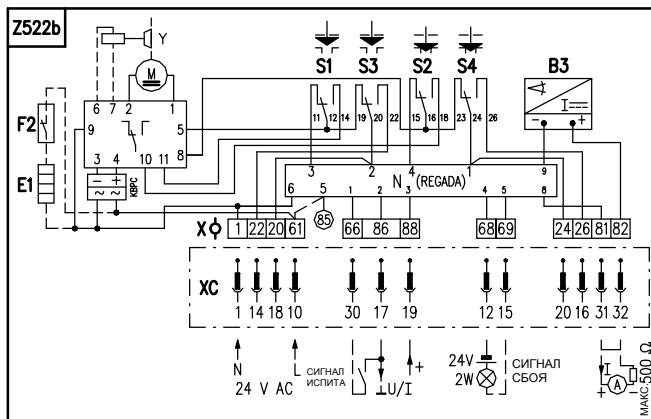 Z522b
Y
M
S1 S3 S2 S4 B3
6 7 2 1
F2
9 5
8
3 4 10 11
11 12 14 19 20 22 15 16 18 23 24 26
− +
E1
− +
~ ~
КВРС
3 2 4 1 9
N (REGADA)
6 5 1 2 3 4 5 8
85
X 1 22 20 61 66 86 88 68 69 24 26 81 82
XC
1 14 18 10 30 17 19 12 15 20 16 31 32
N L СИГНАЛ ИСПИТА + 24V СИГНАЛ СБОЯ I
24 V AC U/I 2W + A −
МАКС. 500 Ω